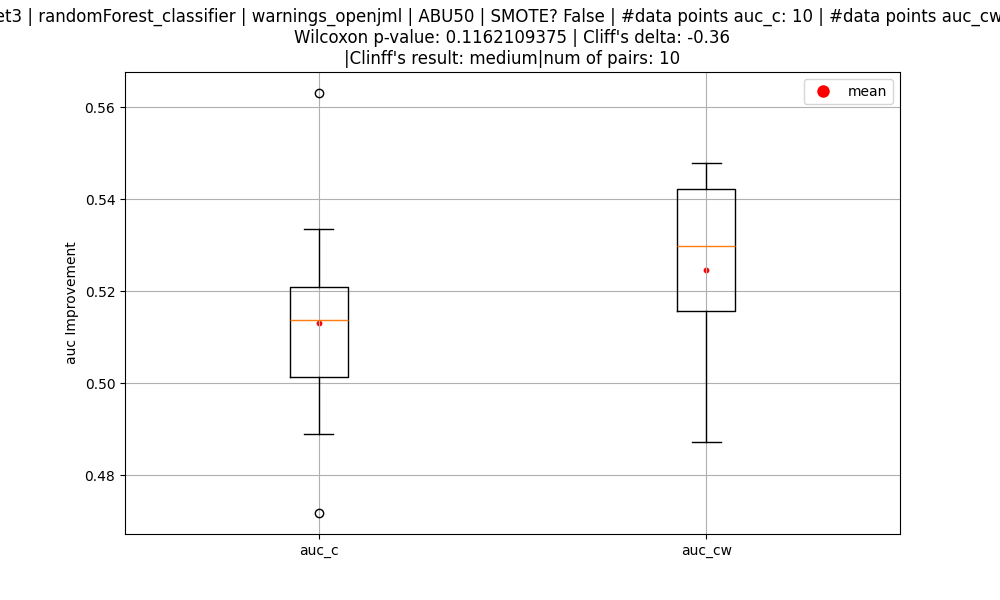 et3 | randomForest_classifier | warnings_openjml | ABU50 | SMOTE? False | #data points auc_c: 10 | #data points auc_cw
Wilcoxon p-value: 0.1162109375 | Cliff's delta: -0.36
|Clinff's result: medium|num of pairs: 10
mean
0.56
0.54
0.52
0.50
0.48
auc Improvement
auc_c
auc_cw